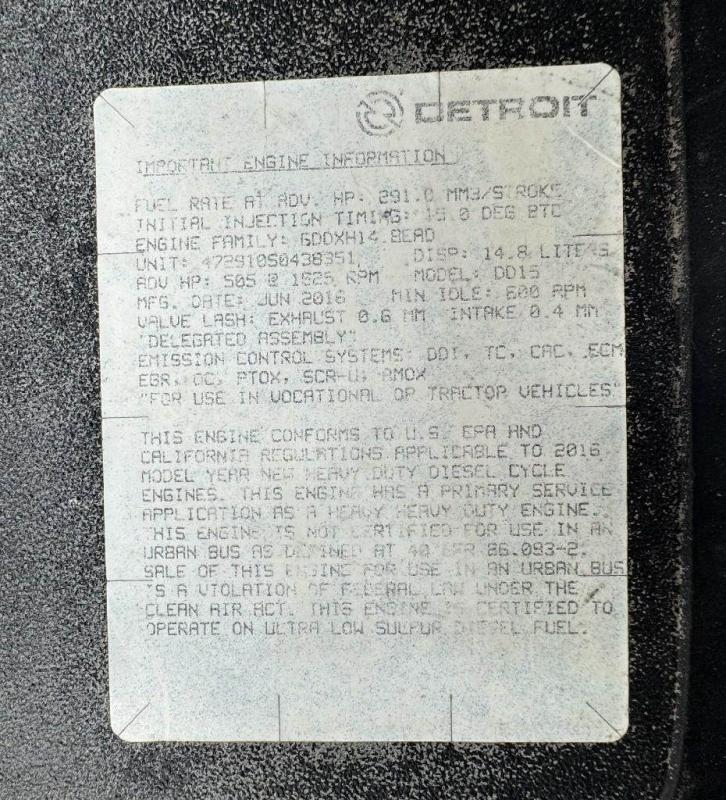 DETROIT
IMPORTANT ENGINE INFORMATION
FUEL RATE AT ADV. HP: 291.0 MM3/STROKE
INITIAL INJECTION TIMING: 15.0 DEG BTC
ENGINE FAMILY: GDDXH14.8EAD
UNIT: 472910S0438351 DISP: 14.8 LITERS
ADV HP: 505 @ 1625 RPM MODEL: DD15
MFG. DATE: JUN 2016 MIN IDLE: 600 RPM
VALVE LASH: EXHAUST 0.6 MM INTAKE 0.4 MM
"DELEGATED ASSEMBLY"
EMISSION CONTROL SYSTEMS: DDI, TC, CAC, ECM
EGR, OC, PTOX, SCR-U, AMOX
"FOR USE IN VOCATIONAL OR TRACTOR VEHICLES"
THIS ENGINE CONFORMS TO U.S. EPA AND
CALIFORNIA REGULATIONS APPLICABLE TO 2016
MODEL YEAR NEW HEAVY DUTY DIESEL CYCLE
ENGINES. THIS ENGINE HAS A PRIMARY SERVICE
APPLICATION AS A HEAVY HEAVY DUTY ENGINE.
THIS ENGINE IS NOT CERTIFIED FOR USE IN AN
URBAN BUS AS DEFINED AT 40 CFR 86.093-2.
SALE OF THIS ENGINE FOR USE IN AN URBAN BUS
IS A VIOLATION OF FEDERAL LAW UNDER THE
CLEAN AIR ACT. THIS ENGINE IS CERTIFIED TO
OPERATE ON ULTRA LOW SULFUR DIESEL FUEL.